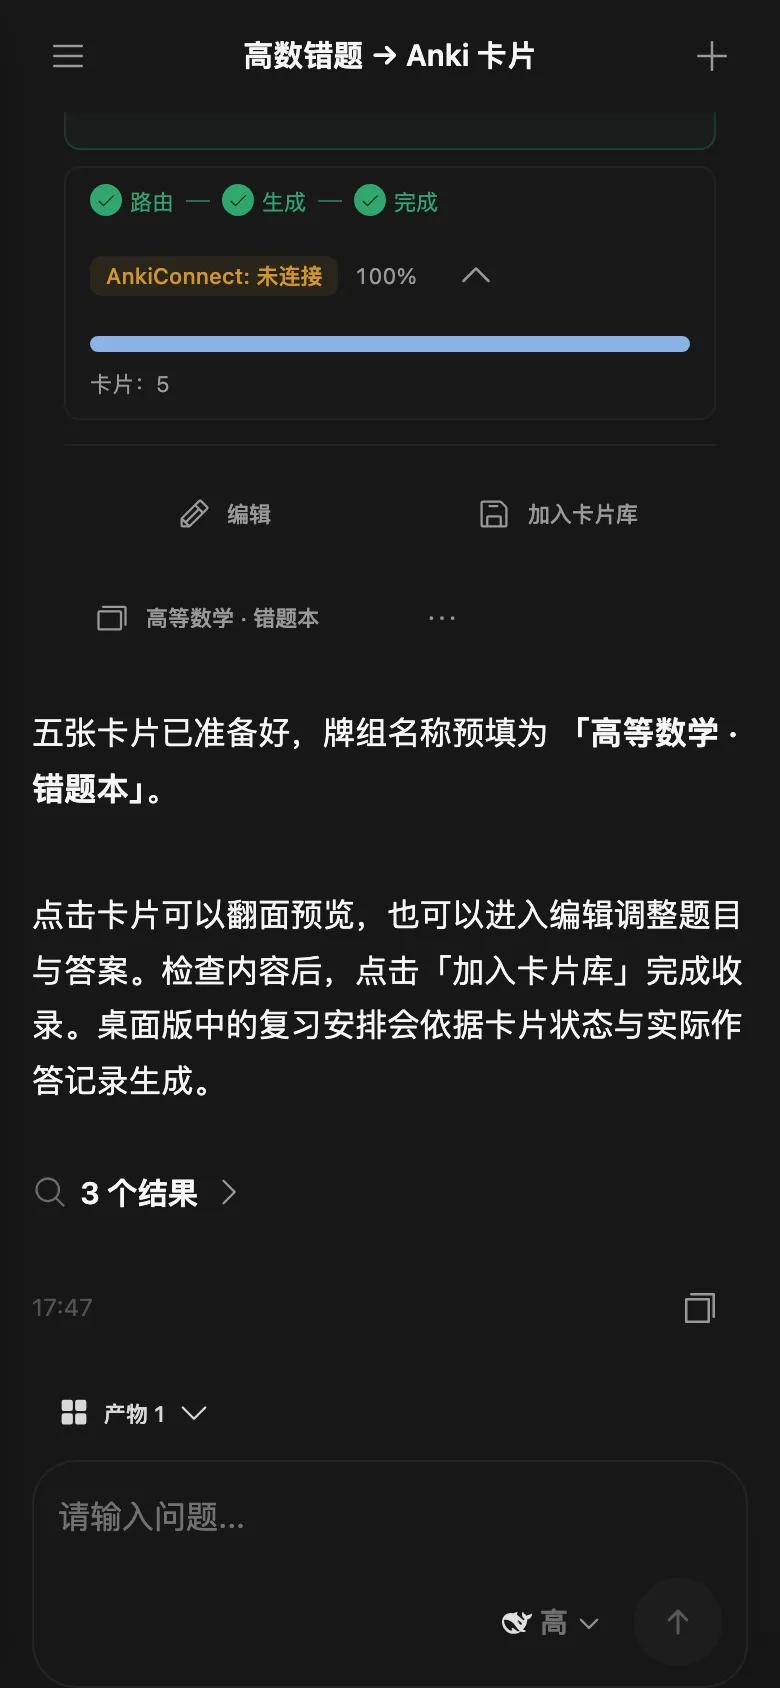 高数错题 → Anki 卡片
路由 — 生成 — 完成
AnkiConnect: 未连接 100%
卡片：5
编辑 加入卡片库
高等数学 · 错题本 ···
五张卡片已准备好，牌组名称预填为「高等数学 ·
错题本」。
点击卡片可以翻面预览，也可以进入编辑调整题目
与答案。检查内容后，点击「加入卡片库」完成收
录。桌面版中的复习安排会依据卡片状态与实际作
答记录生成。
3 个结果
17:47
产物 1
请输入问题...
高